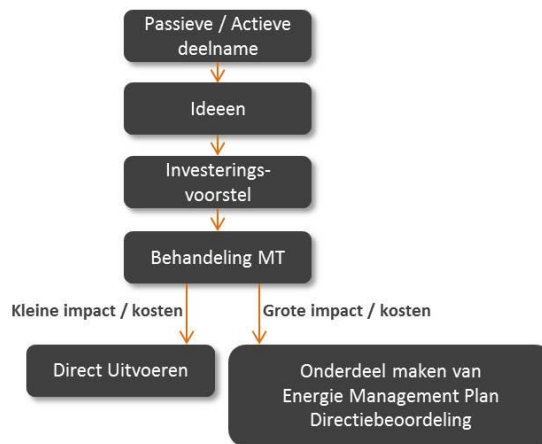 Passieve / Actieve
deelname
Ideeen
Investerings-
voorstel
Behandeling MT
Kleine impact / kosten
Grote impact / kosten
Direct Uitvoeren
Onderdeel maken van
Energie Management Plan
Directiebeoordeling